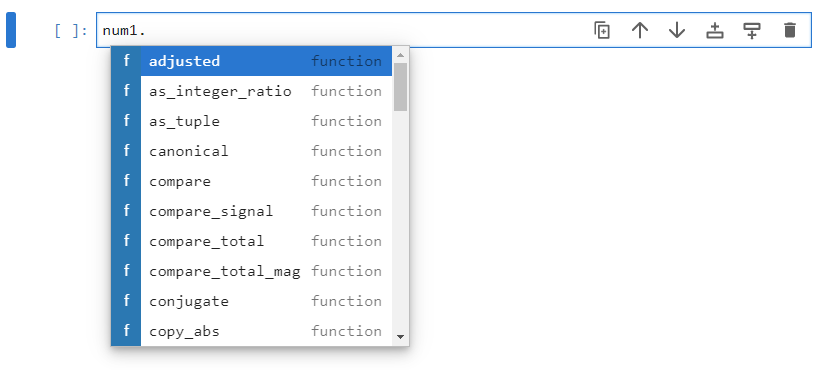 [ ]: num1.
f adjusted function
f as_integer_ratio function
f as_tuple function
f canonical function
f compare function
f compare_signal function
f compare_total function
f compare_total_mag function
f conjugate function
f copy_abs function